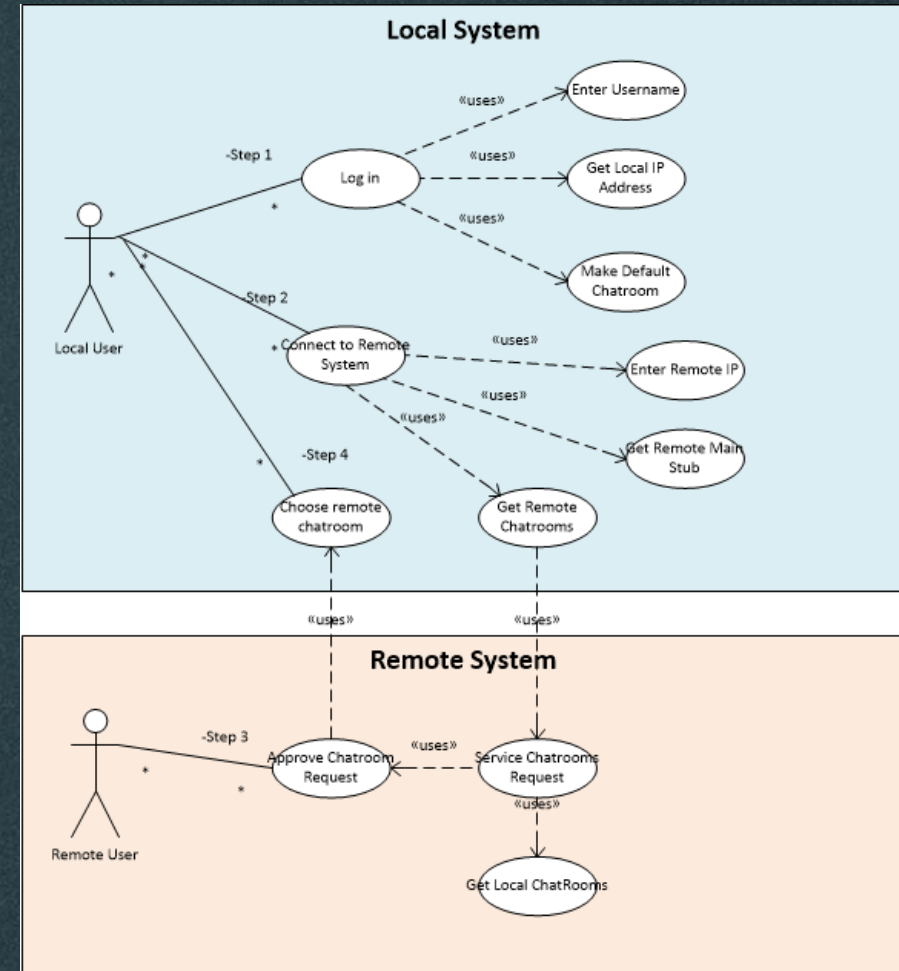 Local System
«uses»
Enter Username
-Step 1
«uses»
Log in
Get Local IP
Address
*
«uses»
*
*
*
Make Default
Chatroom
-Step 2
Local User
*
Connect to Remote
System
«uses»
Enter Remote IP
«uses»
«uses»
-Step 4
*
Get Remote Main
Stub
Choose remote
chatroom
Get Remote
Chatrooms
«uses»
«uses»
Remote System
-Step 3
*
*
Approve Chatroom
Request
«uses»
Service Chatrooms
Request
«uses»
Remote User
Get Local ChatRooms